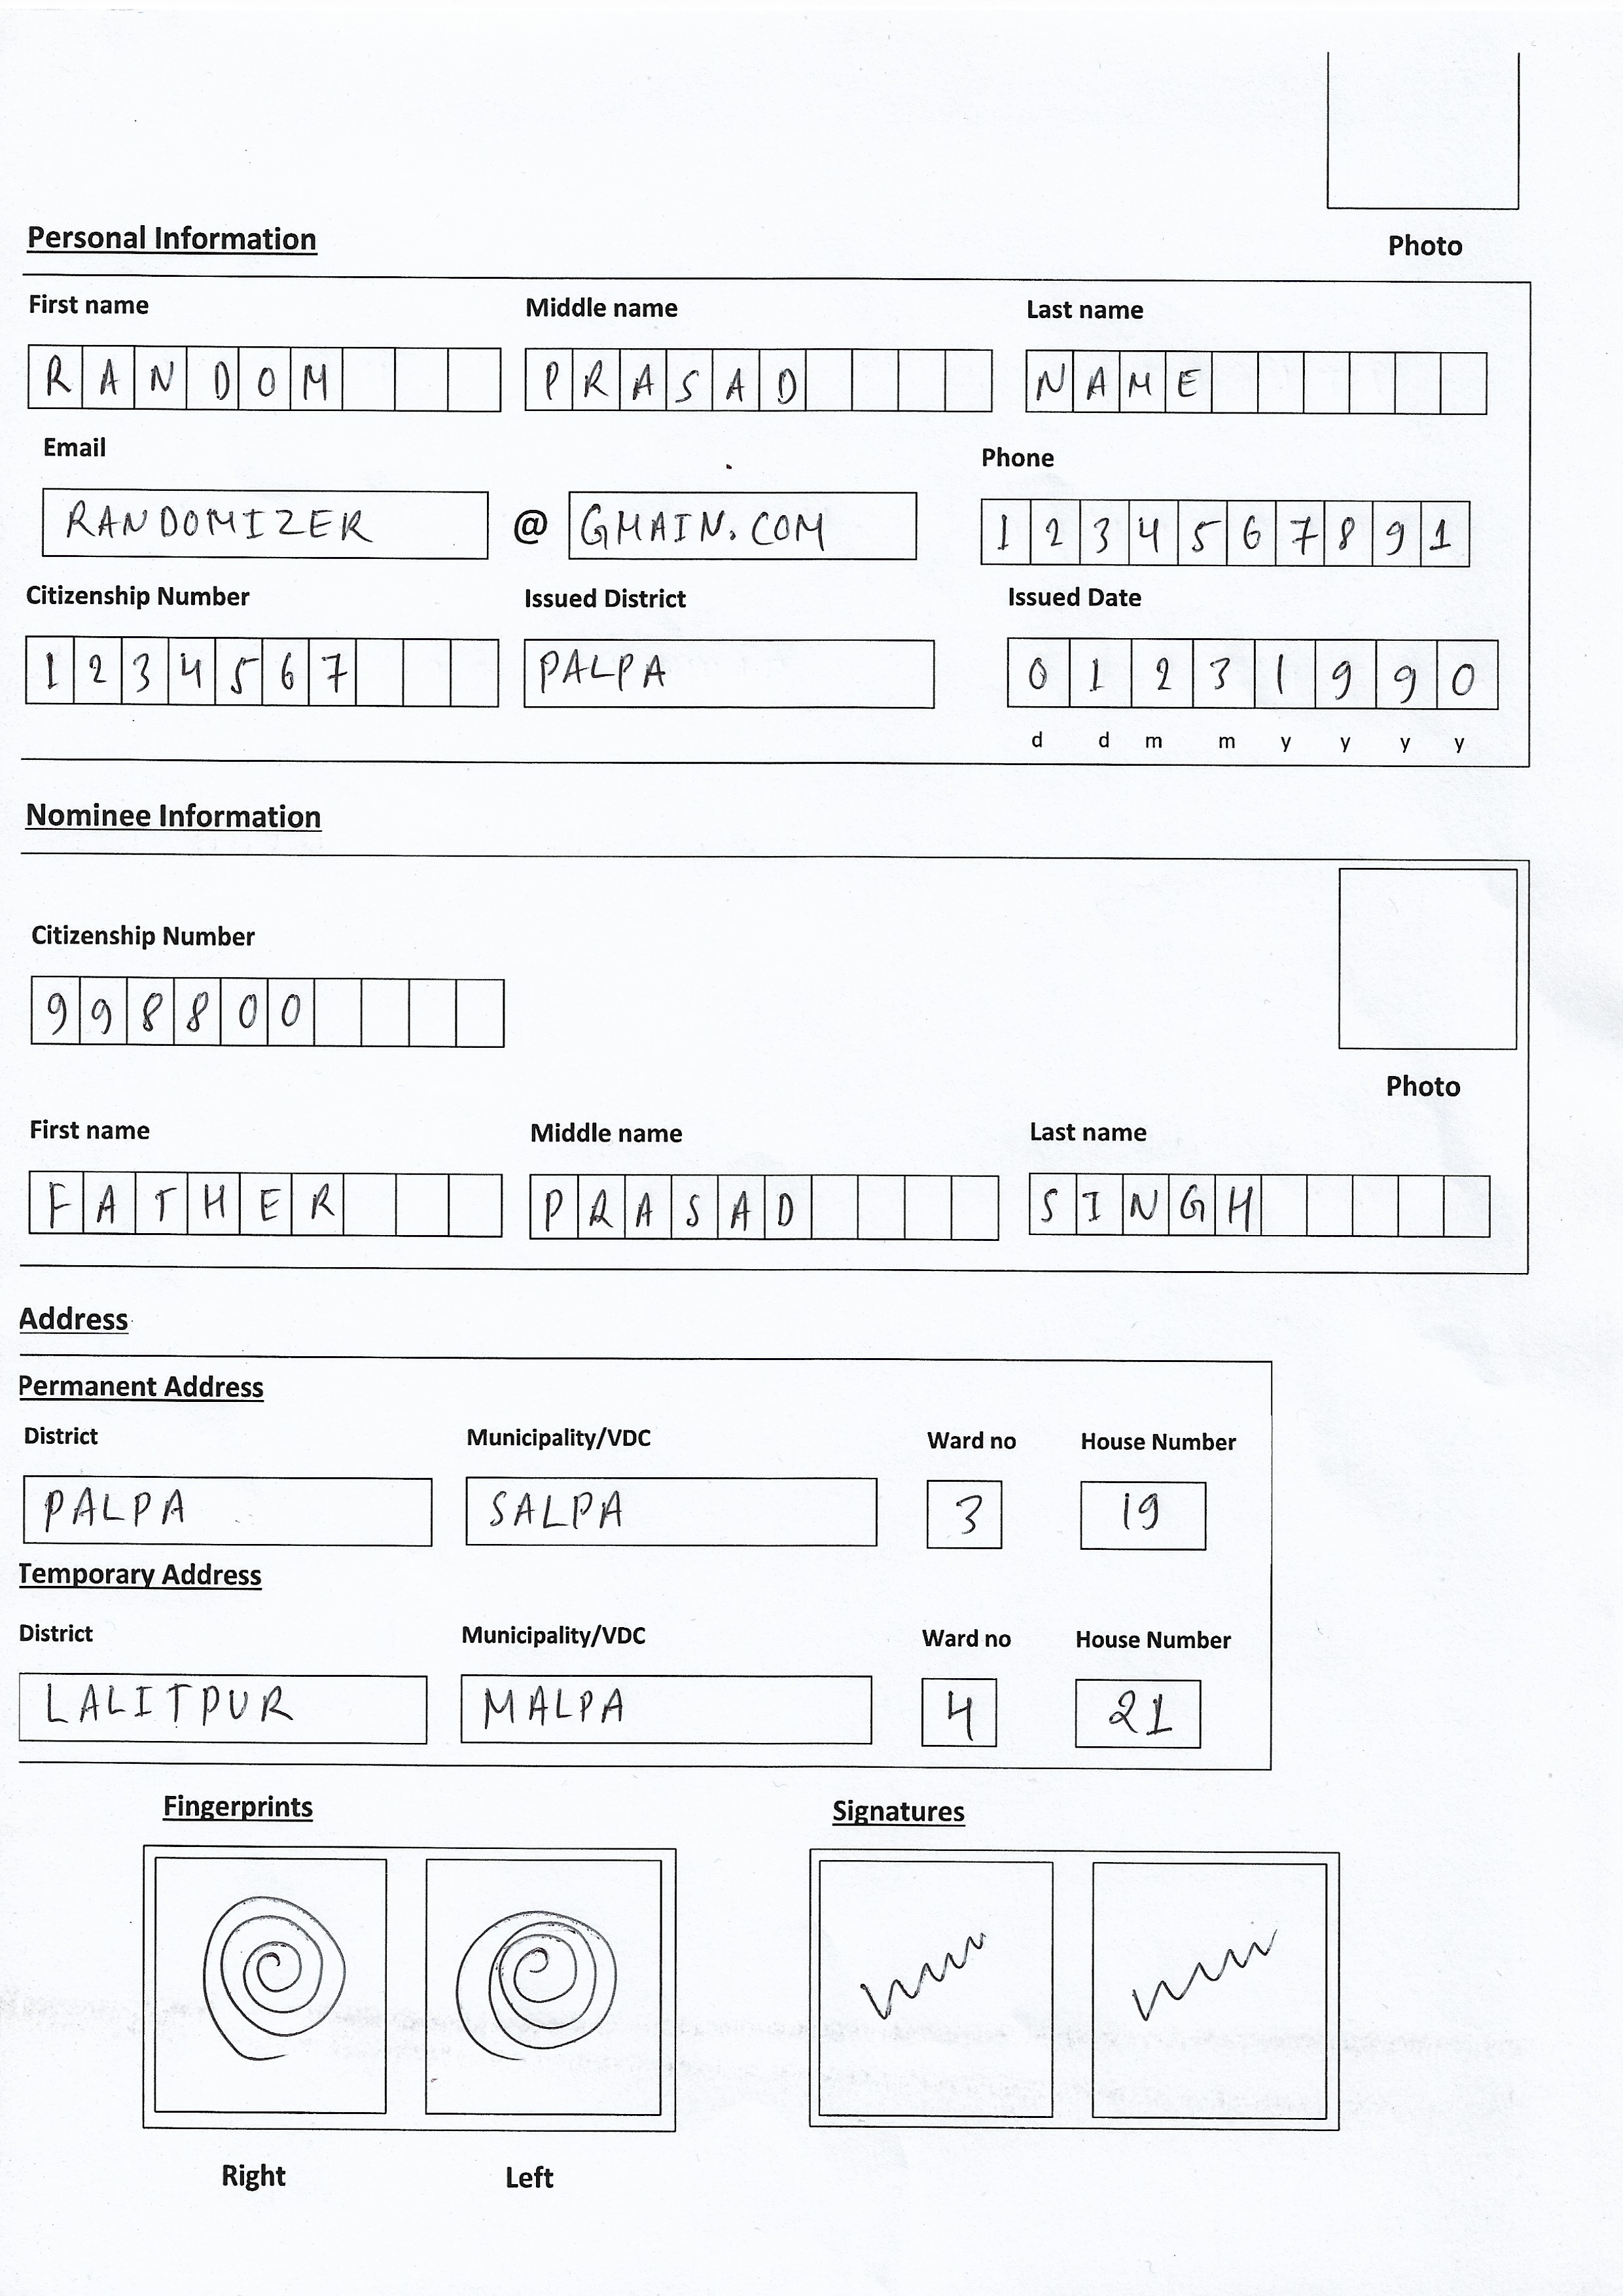 Photo
Personal Information
First name Middle name Last name
RANDOM PRASAD NAME
Email Phone
RANDOMIZER @ GMAIN.COM 1234567891
Citizenship Number Issued District Issued Date
1234567 PALPA 01231990
d d m m y y y y
Nominee Information
Citizenship Number
998800
Photo
First name Middle name Last name
FATHER PRASAD SINGH
Address
Permanent Address
District Municipality/VDC Ward no House Number
PALPA SALPA 3 19
Temporary Address
District Municipality/VDC Ward no House Number
LALITPUR MALPA 4 21
Fingerprints Signatures
Right Left